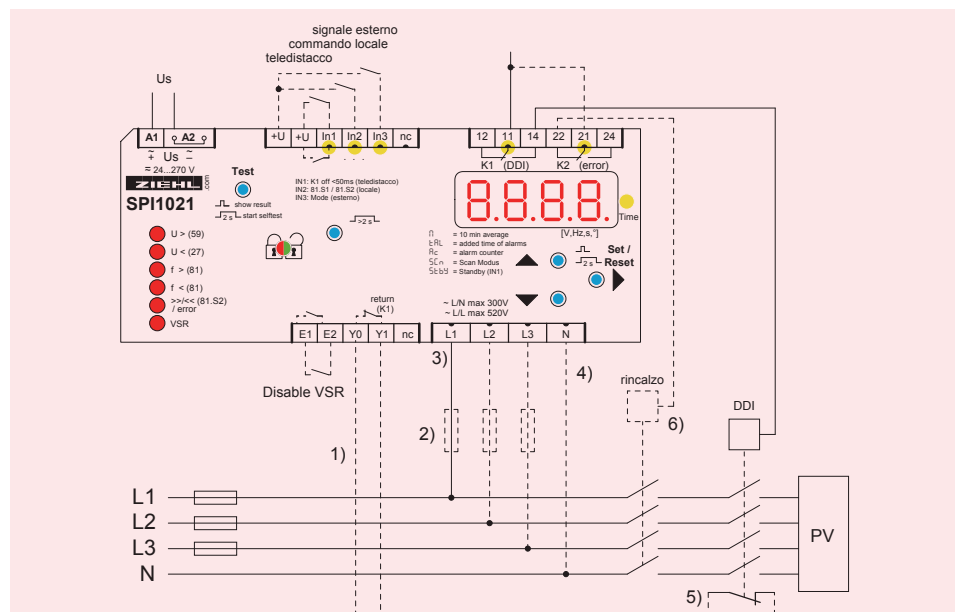 signale esterno
commando locale
teledistacco
Us
A1 A2
+U +U In1 In2 In3 nc
12 11 14 22 21 24
~ ~
+ Us –
≂ 24...270 V
K1 (DDI) K2 (error)
ZIEHL.com
SPI1021
Test
show result
2 s start selftest
IN1: K1 off <50ms (teledistacco)
IN2: 81.S1 / 81.S2 (locale)
IN3: Mode (esterno)
>2 s
8.8.8.8.
Time
[V,Hz,s,°]
= 10 min average
tAL = added time of alarms
Ac = alarm counter
SCn = Scan Modus
Stby = Standby (IN1)
2 s
Set /
Reset
U > (59)
U < (27)
f > (81)
f < (81)
>>/<< (81.S2)
/ error
VSR
return
(K1)
~ L/N max 300V
~ L/L max 520V
E1 E2 Y0 Y1 nc
L1 L2 L3 N
Disable VSR
3)
4)
rincalzo
6)
DDI
2)
1)
L1
L2
L3
N
PV
5)